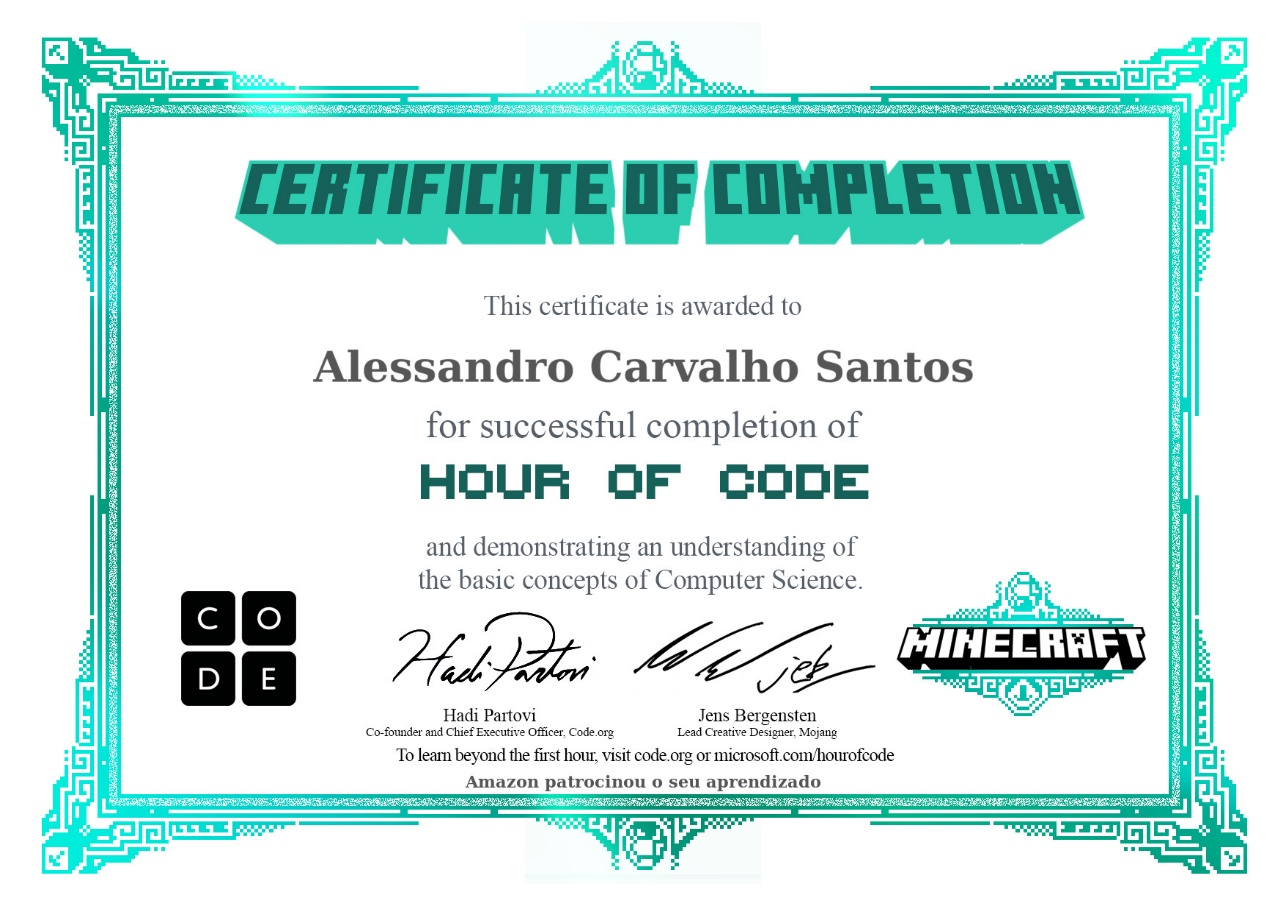 CERTIFICATE OF COMPLETION
This certificate is awarded to
Alessandro Carvalho Santos
for successful completion of
HOUR OF CODE
and demonstrating an understanding of
the basic concepts of Computer Science.
C O
D E
Hadi Partovi
jeb
MINECRAFT
Hadi Partovi
Co-founder and Chief Executive Officer, Code.org
Jens Bergensten
Lead Creative Designer, Mojang
To learn beyond the first hour, visit code.org or microsoft.com/hourofcode
Amazon patrocinou o seu aprendizado